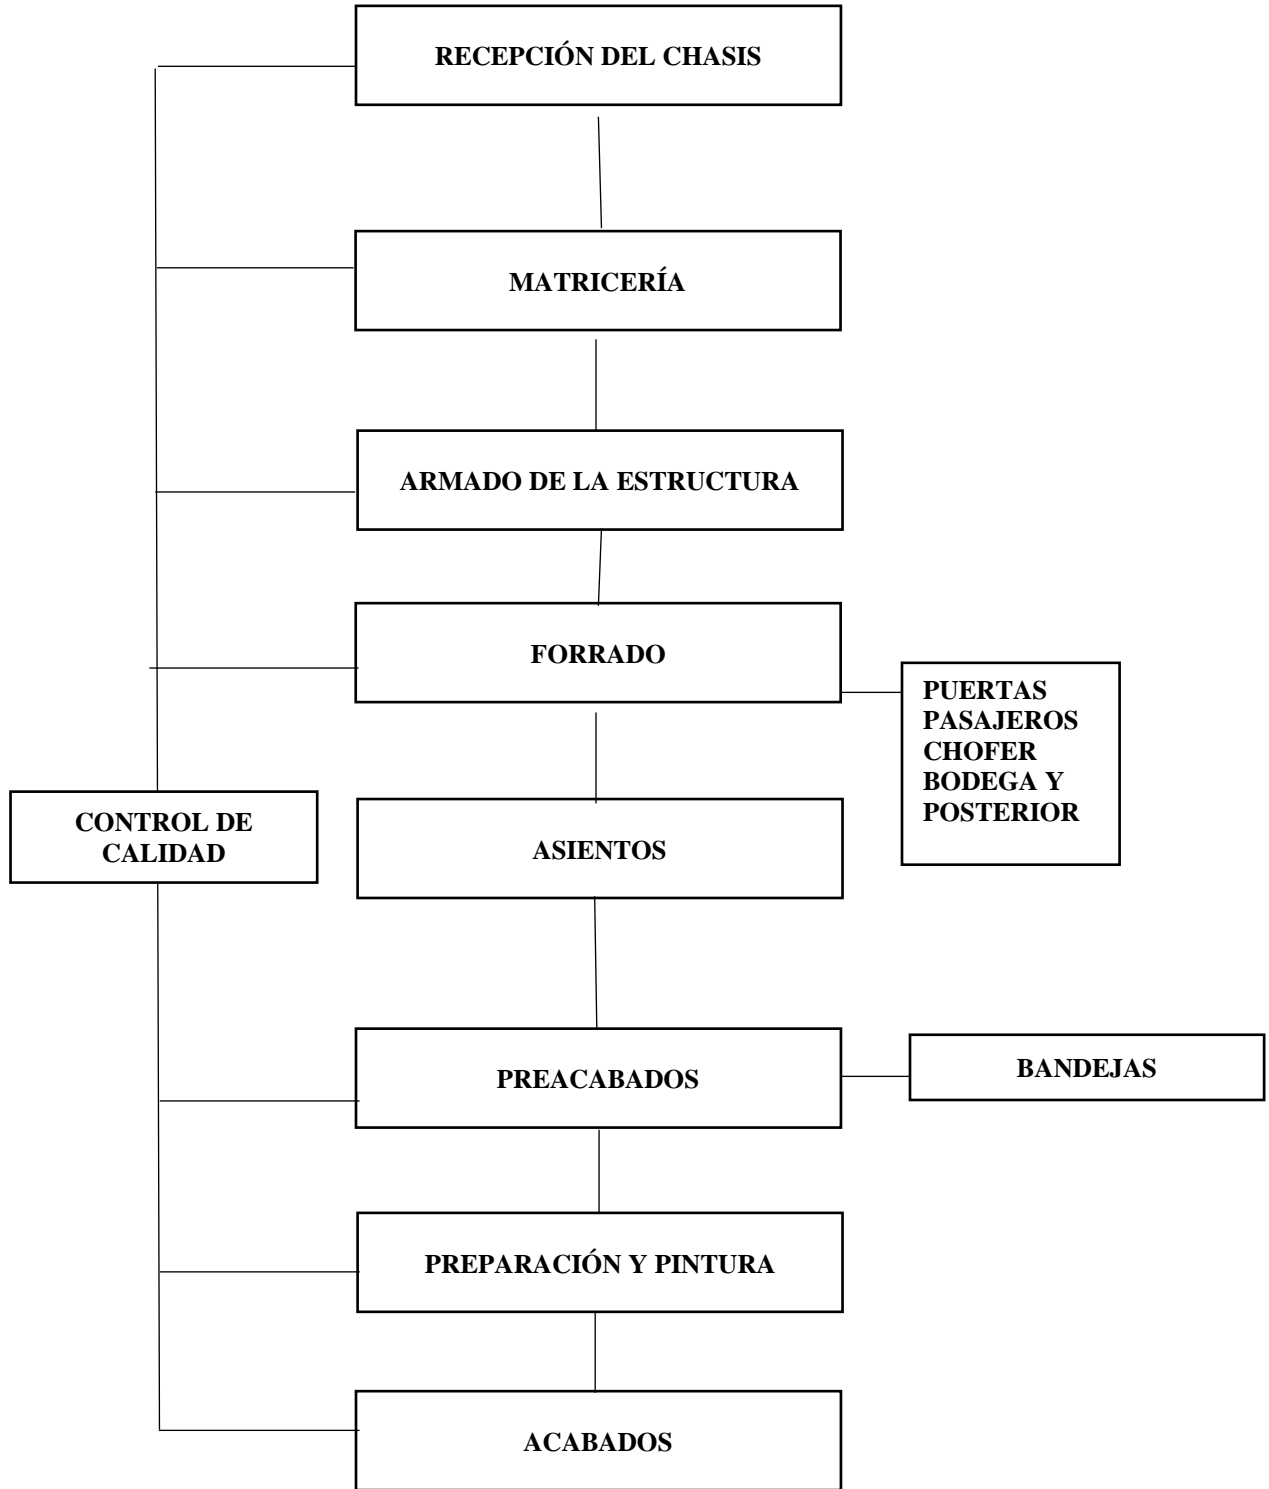 RECEPCIÓN DEL CHASIS
MATRICERÍA
ARMADO DE LA ESTRUCTURA
FORRADO
PUERTAS
PASAJEROS
CHOFER
BODEGA Y
POSTERIOR
CONTROL DE
CALIDAD
ASIENTOS
PREACABADOS
BANDEJAS
PREPARACIÓN Y PINTURA
ACABADOS